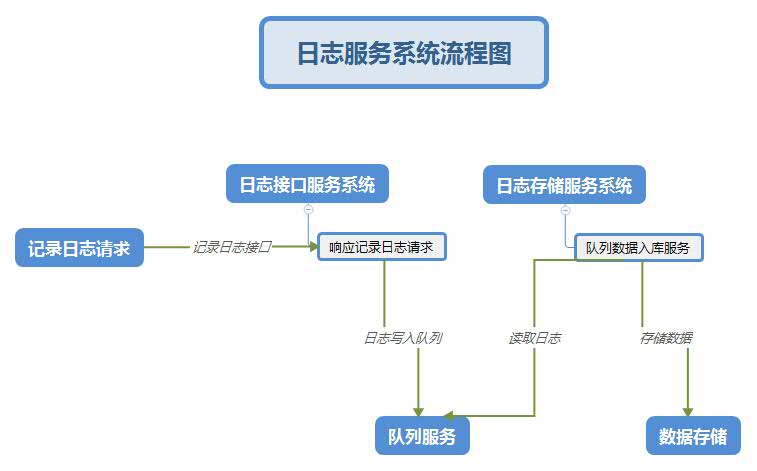 日志服务系统流程图
日志接口服务系统
日志存储服务系统
记录日志请求
记录日志接口
响应记录日志请求
队列数据入库服务
日志写入队列
读取日志
存储数据
队列服务
数据存储